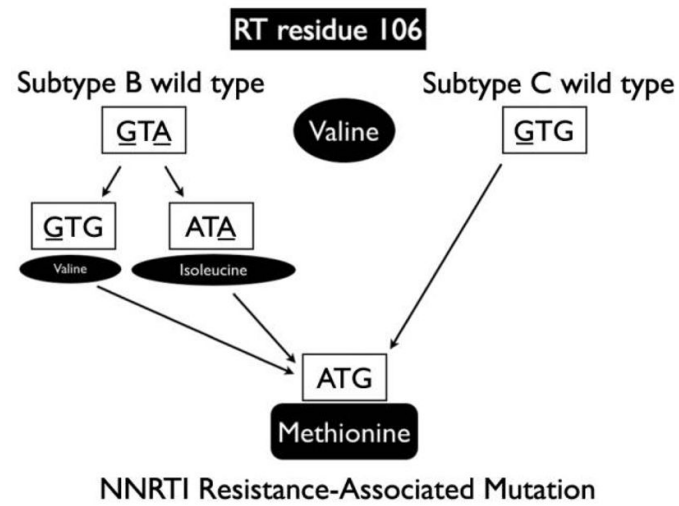 RT residue 106
Subtype B wild type
Subtype C wild type
GTA
Valine
GTG
GTG
ATA
Valine
Isoleucine
ATG
Methionine
NNRTI Resistance-Associated Mutation